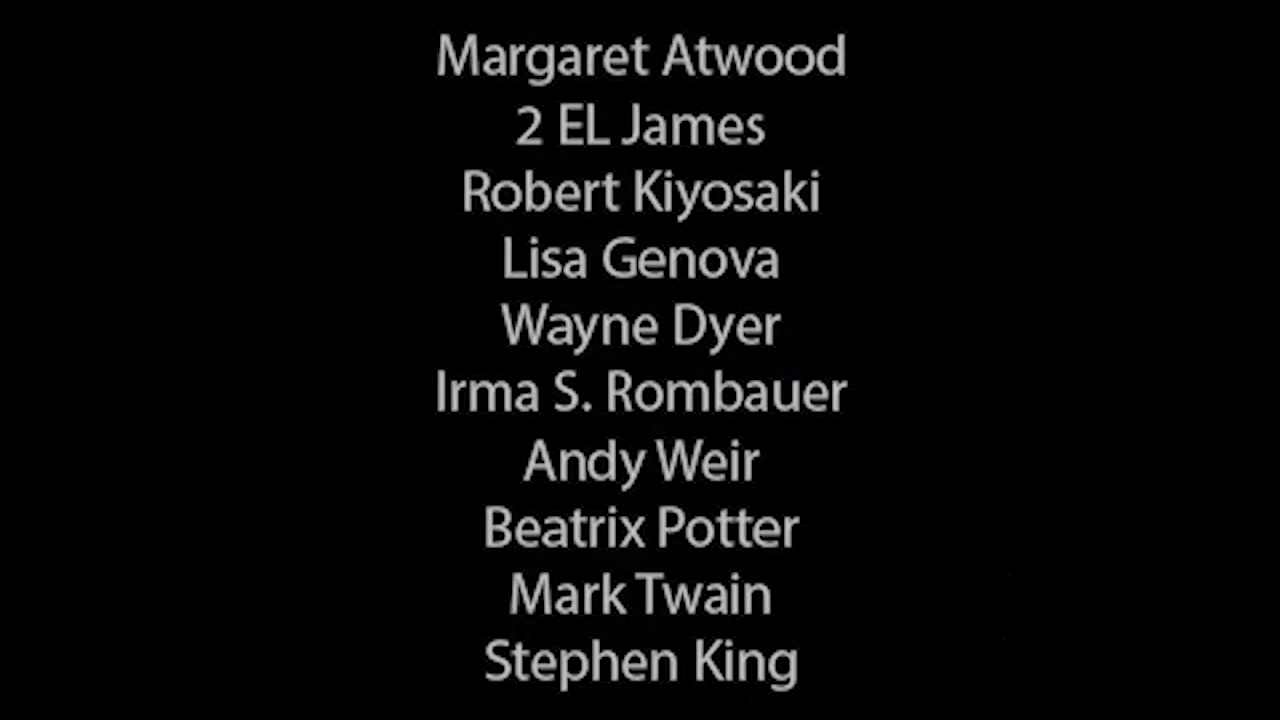 Margaret Atwood
2 EL James
Robert Kiyosaki
Lisa Genova
Wayne Dyer
Irma S. Rombauer
Andy Weir
Beatrix Potter
Mark Twain
Stephen King